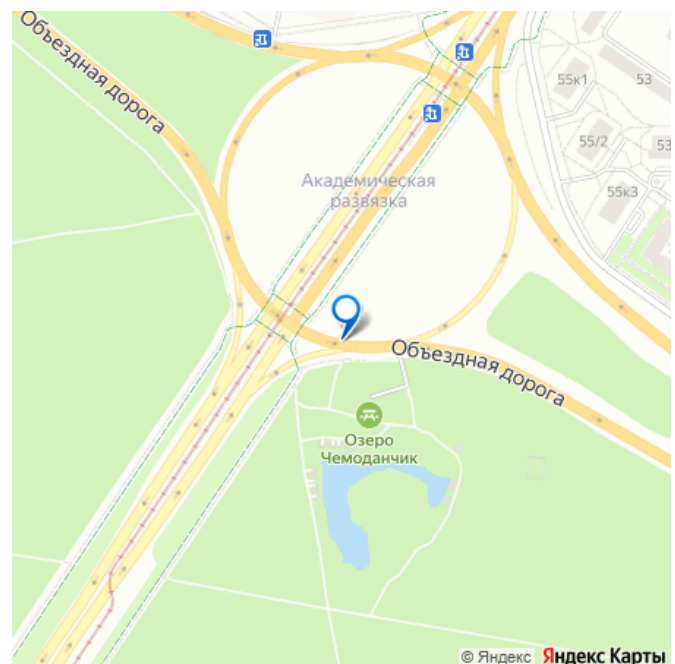 Объездная дорога
55к1
53
55/2
53
55к3
Академическая
развязка
Объездная дорога
Озеро
Чемоданчик
© Яндекс Яндекс Карты